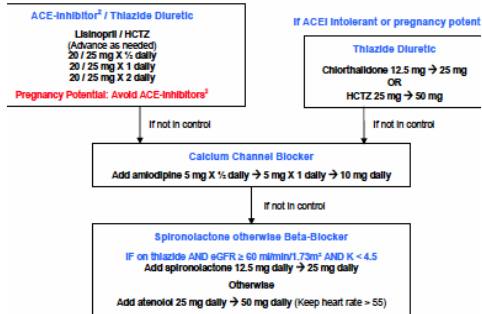 ACE-Inhibitor² / Thiazide Diuretic
Lisinopril / HCTZ
(Advance as needed)
20 / 25 mg X ½ daily
20 / 25 mg X 1 daily
20 / 25 mg X 2 daily
Pregnancy Potential: Avoid ACE-Inhibitors³
If ACEI Intolerant or pregnancy potent
Thiazide Diuretic
Chlorthalidone 12.5 mg → 25 mg
OR
HCTZ 25 mg → 50 mg
If not in control
If not in control
Calcium Channel Blocker
Add amlodipine 5 mg X ½ daily → 5 mg X 1 daily → 10 mg daily
If not in control
Spironolactone otherwise Beta-Blocker
IF on thiazide AND eGFR ≥ 60 ml/min/1.73m² AND K < 4.5
Add spironolactone 12.5 mg daily → 25 mg daily
Otherwise
Add atenolol 25 mg daily → 50 mg daily (Keep heart rate > 55)